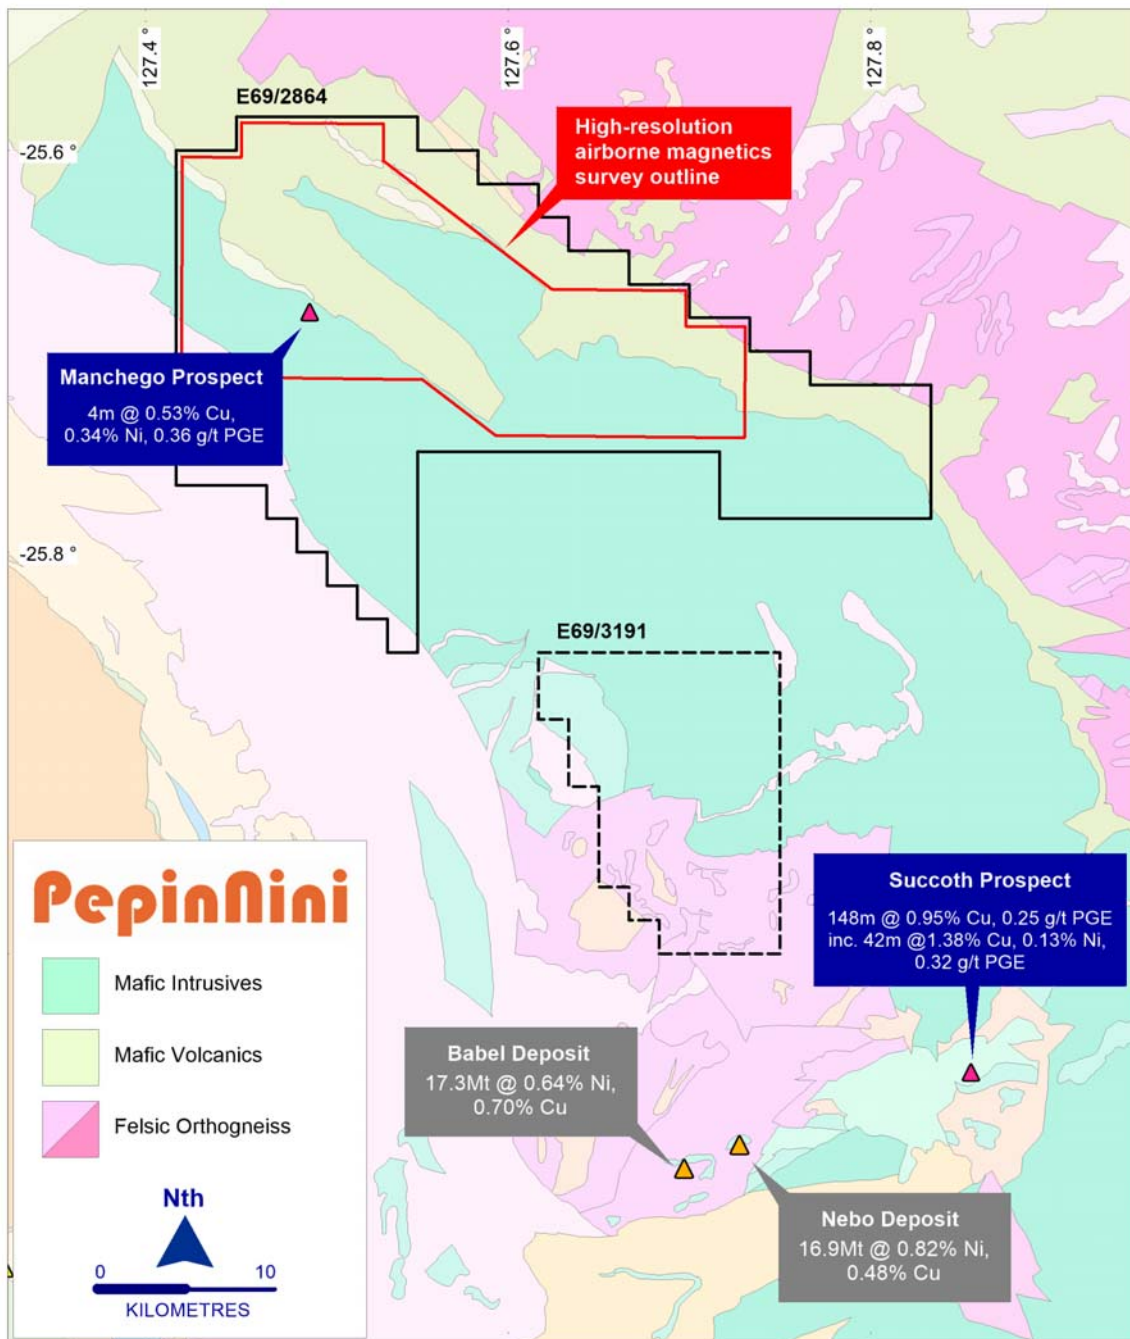 127.4 °
127.6 °
127.8 °
E69/2864
High-resolution
airborne magnetics
survey outline
-25.6 °
Manchego Prospect
4m @ 0.53% Cu,
0.34% Ni, 0.36 g/t PGE
-25.8 °
E69/3191
PepinNini
Mafic Intrusives
Mafic Volcanics
Felsic Orthogneiss
Nth
0 10
KILOMETRES
Succoth Prospect
148m @ 0.95% Cu, 0.25 g/t PGE
inc. 42m @1.38% Cu, 0.13% Ni,
0.32 g/t PGE
Babel Deposit
17.3Mt @ 0.64% Ni,
0.70% Cu
Nebo Deposit
16.9Mt @ 0.82% Ni,
0.48% Cu